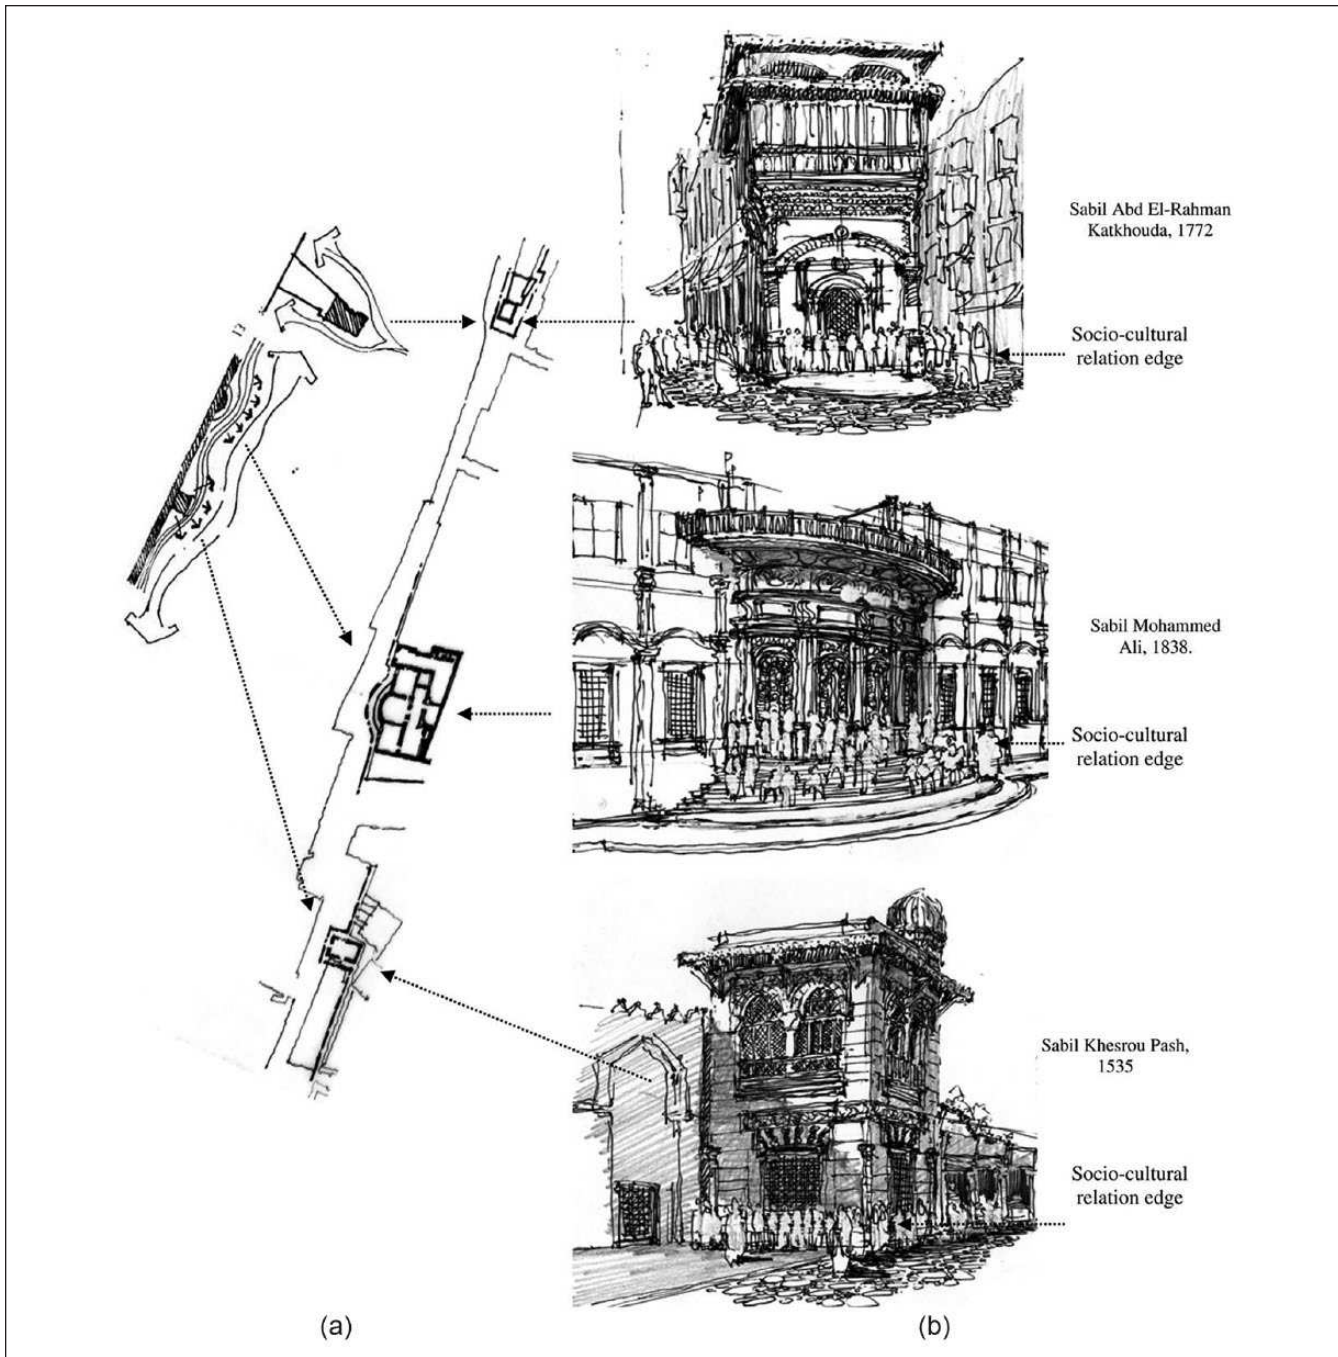 Sabil Abd El-Rahman
Katkhouda, 1772
Socio-cultural
relation edge
Sabil Mohammed
Ali, 1838.
Socio-cultural
relation edge
Sabil Khesrou Pash,
1535
Socio-cultural
relation edge
(a)
(b)